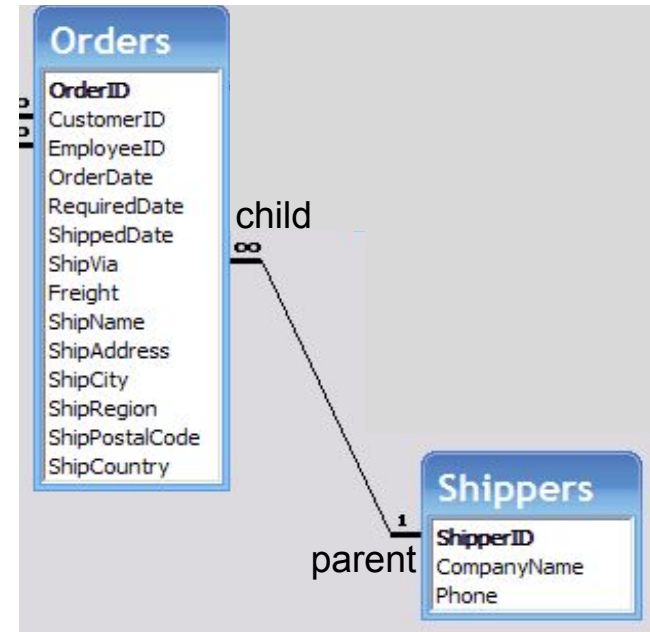 Orders
OrderID
CustomerID
EmployeeID
OrderDate
RequiredDate
ShippedDate
ShipVia
Freight
ShipName
ShipAddress
ShipCity
ShipRegion
ShipPostalCode
ShipCountry
child
∞
1
parent
Shippers
ShipperID
CompanyName
Phone